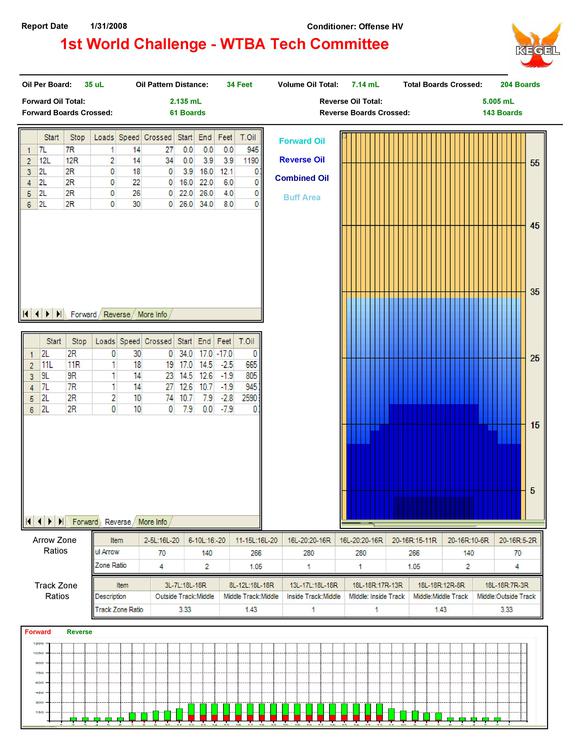 Report Date 1/31/2008 Conditioner: Offense HV
1st World Challenge - WTBA Tech Committee
KEGEL
Oil Per Board: 35 uL Oil Pattern Distance: 34 Feet Volume Oil Total: 7.14 mL Total Boards Crossed: 204 Boards
Forward Oil Total: 2.135 mL Reverse Oil Total: 5.005 mL
Forward Boards Crossed: 61 Boards Reverse Boards Crossed: 143 Boards
Start Stop Loads Speed Crossed Start End Feet T.Oil
1 7L 7R 1 14 27 0.0 0.0 0.0 945
2 12L 12R 2 14 34 0.0 3.9 3.9 1190
3 2L 2R 0 18 0 3.9 16.0 12.1 0
4 2L 2R 0 22 0 16.0 22.0 6.0 0
5 2L 2R 0 26 0 22.0 26.0 4.0 0
6 2L 2R 0 30 0 26.0 34.0 8.0 0
Forward Reverse More Info
Forward Oil
Reverse Oil
Combined Oil
Buff Area
55
45
35
25
15
5
Start Stop Loads Speed Crossed Start End Feet T.Oil
1 2L 2R 0 30 0 34.0 17.0 -17.0 0
2 11L 11R 1 18 19 17.0 14.5 -2.5 665
3 9L 9R 1 14 23 14.5 12.6 -1.9 805
4 7L 7R 1 14 27 12.6 10.7 -1.9 945
5 2L 2R 2 10 74 10.7 7.9 -2.8 2590
6 2L 2R 0 10 0 7.9 0.0 -7.9 0
Forward Reverse More Info
Arrow Zone Ratios
Item 2-5L:16L-20 6-10L:16-20 11-15L:16L-20 16L-20:20-16R 16L-20:20-16R 20-16R:15-11R 20-16R:10-6R 20-16R:5-2R
ul Arrow 70 140 266 280 280 266 140 70
Zone Ratio 4 2 1.05 1 1 1.05 2 4
Track Zone Ratios
Item 3L-7L:18L-18R 8L-12L:18L-18R 13L-17L:18L-18R 18L-18R:17R-13R 18L-18R:12R-8R 18L-18R:7R-3R
Description Outside Track:Middle Middle Track:Middle Inside Track:Middle Middle: Inside Track Middle:Middle Track Middle:Outside Track
Track Zone Ratio 3.33 1.43 1 1 1.43 3.33
Forward Reverse